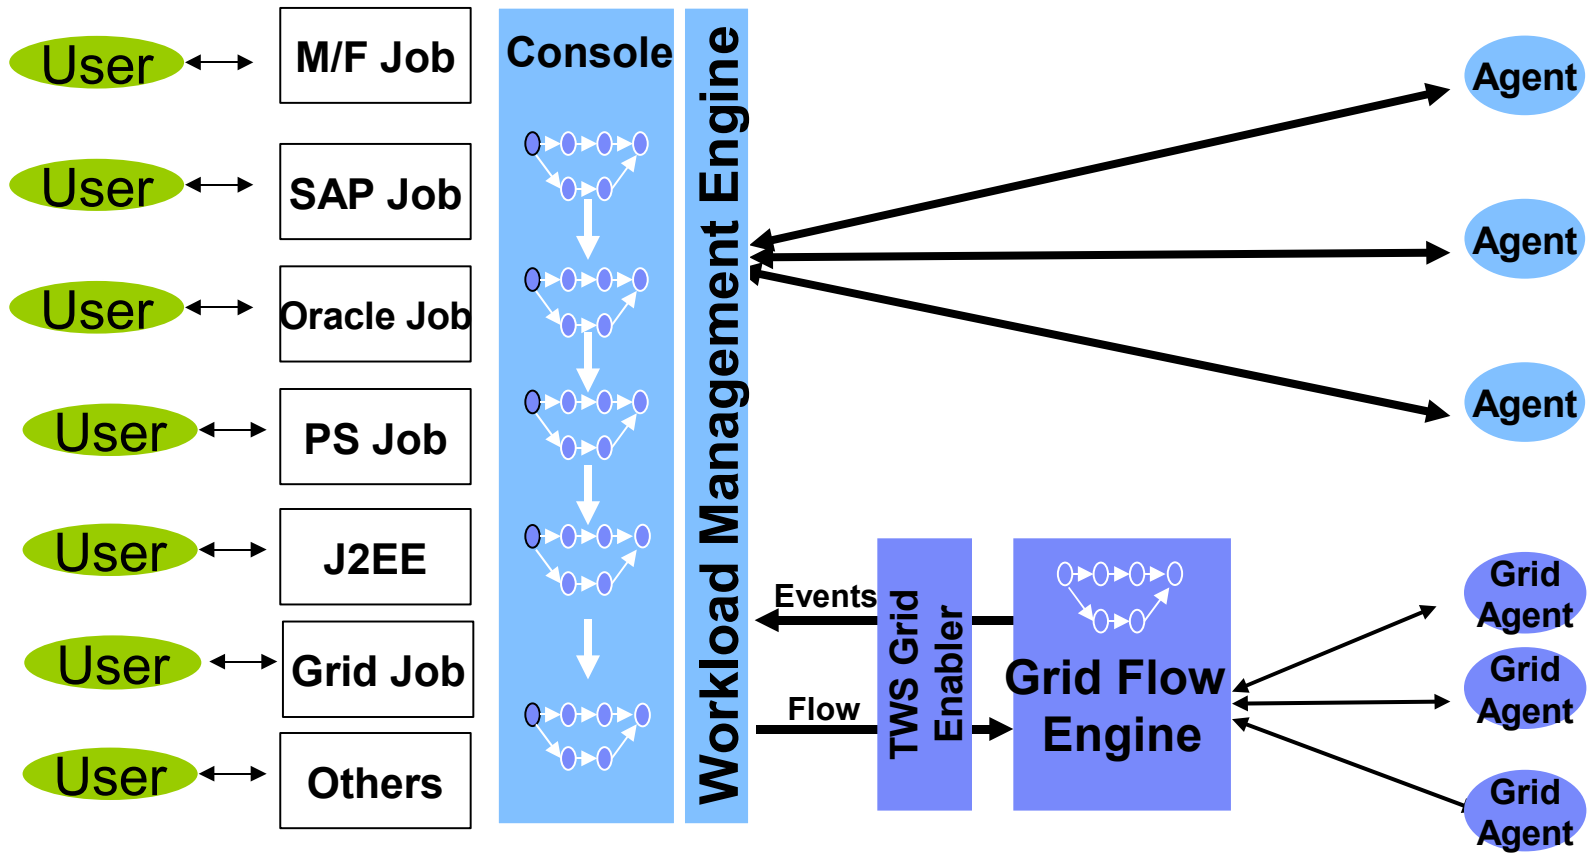 User
M/F Job
User
SAP Job
User
Oracle Job
User
PS Job
User
J2EE
User
Grid Job
User
Others
Console
Workload Management Engine
Agent
Agent
Agent
Events
Flow
TWS Grid
Enabler
Grid Flow
Engine
Grid
Agent
Grid
Agent
Grid
Agent